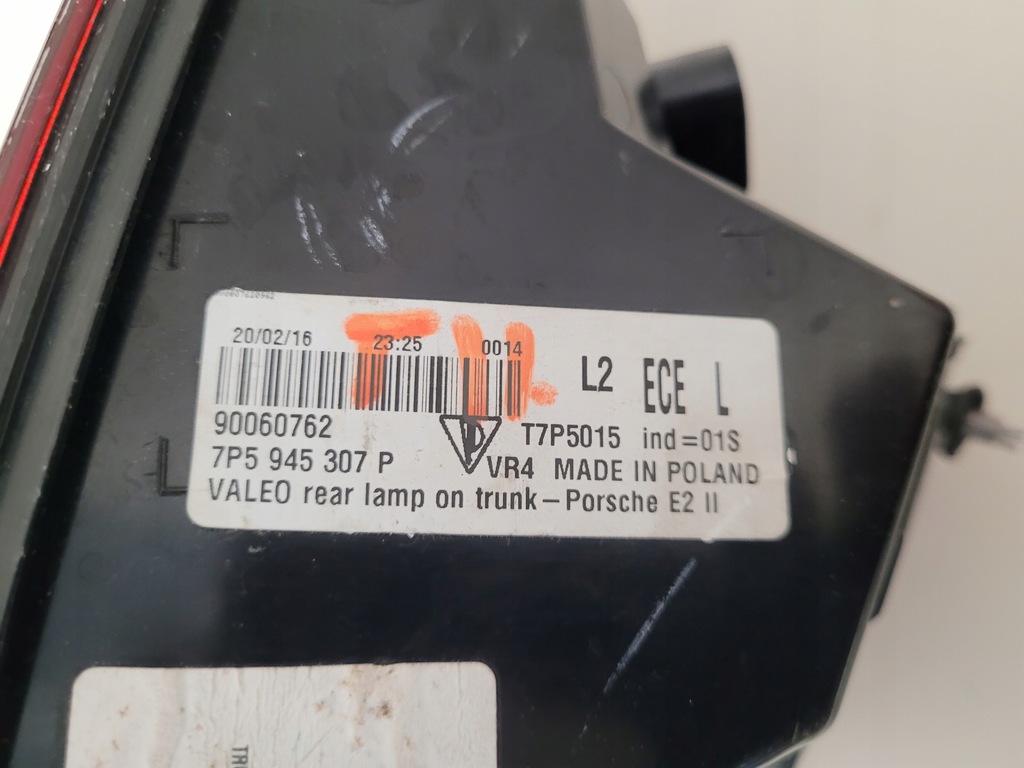 20/02/16 23:25 0014
L2 ECE L
90060762
T7P5015 ind=01S
7P5 945 307 P
VR4 MADE IN POLAND
VALEO rear lamp on trunk-Porsche E2 II